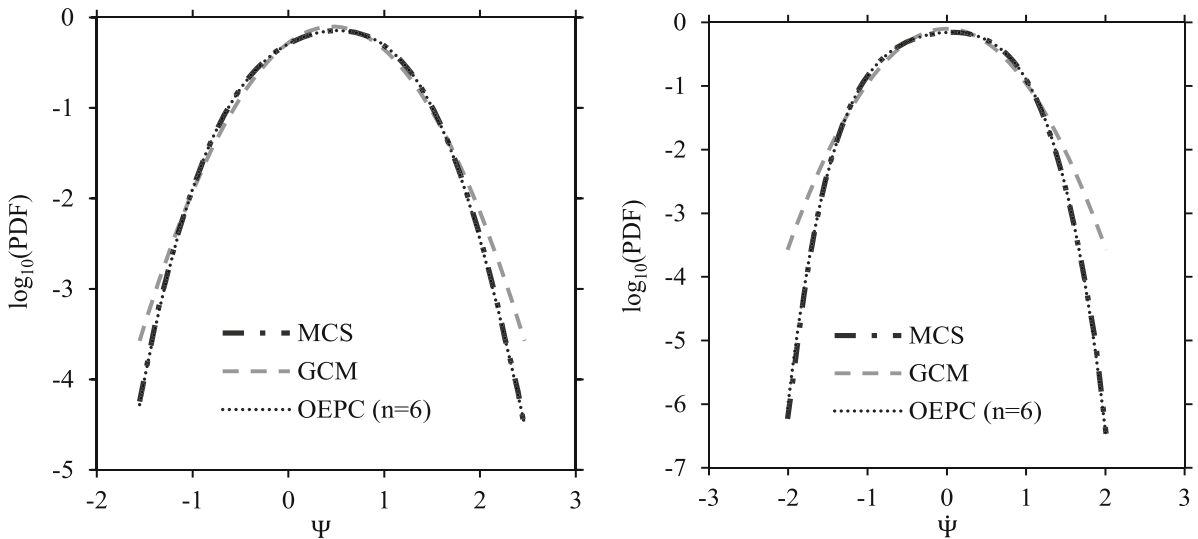 0
-1
-2
-3
-4
-5
-2 -1 0 1 2 3
log10(PDF)
Ψ
MCS
GCM
OEPC (n=6)
0
-1
-2
-3
-4
-5
-6
-7
-3 -2 -1 0 1 2 3
log10(PDF)
Ψ̇
MCS
GCM
OEPC (n=6)